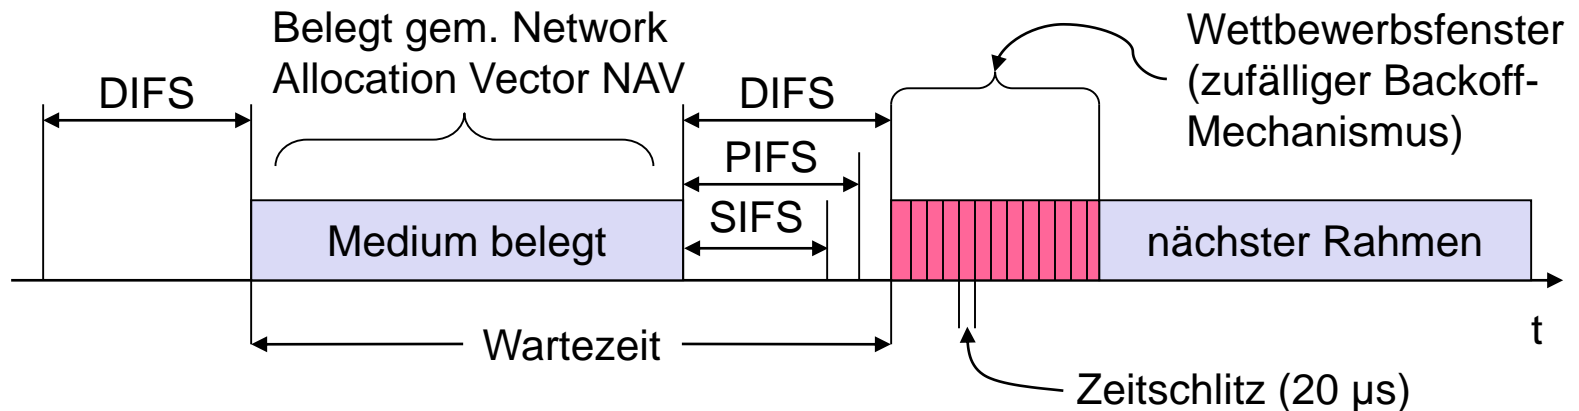 Belegt gem. Network
Allocation Vector NAV
Wettbewerbsfenster
(zufälliger Backoff-
Mechanismus)
DIFS
DIFS
PIFS
SIFS
Medium belegt
nächster Rahmen
t
Wartezeit
Zeitschlitz (20 µs)